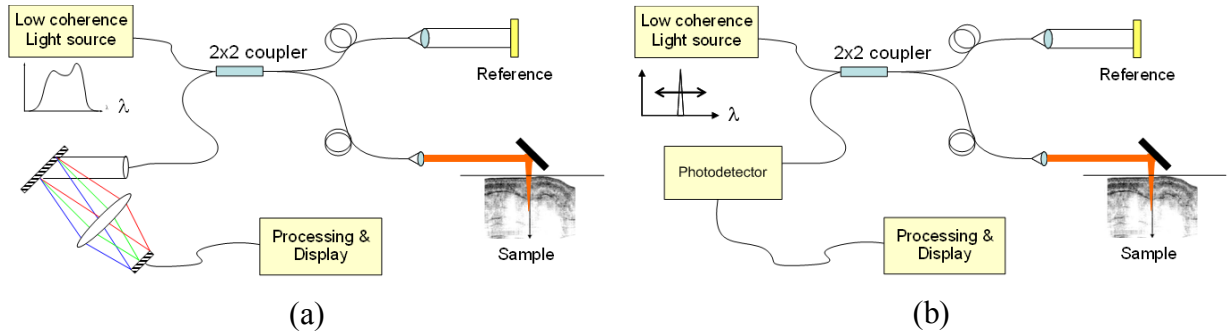 Low coherence
Light source
2x2 coupler
Reference
λ
Processing &
Display
Sample
(a)
Low coherence
Light source
2x2 coupler
Reference
λ
Photodetector
Processing &
Display
Sample
(b)